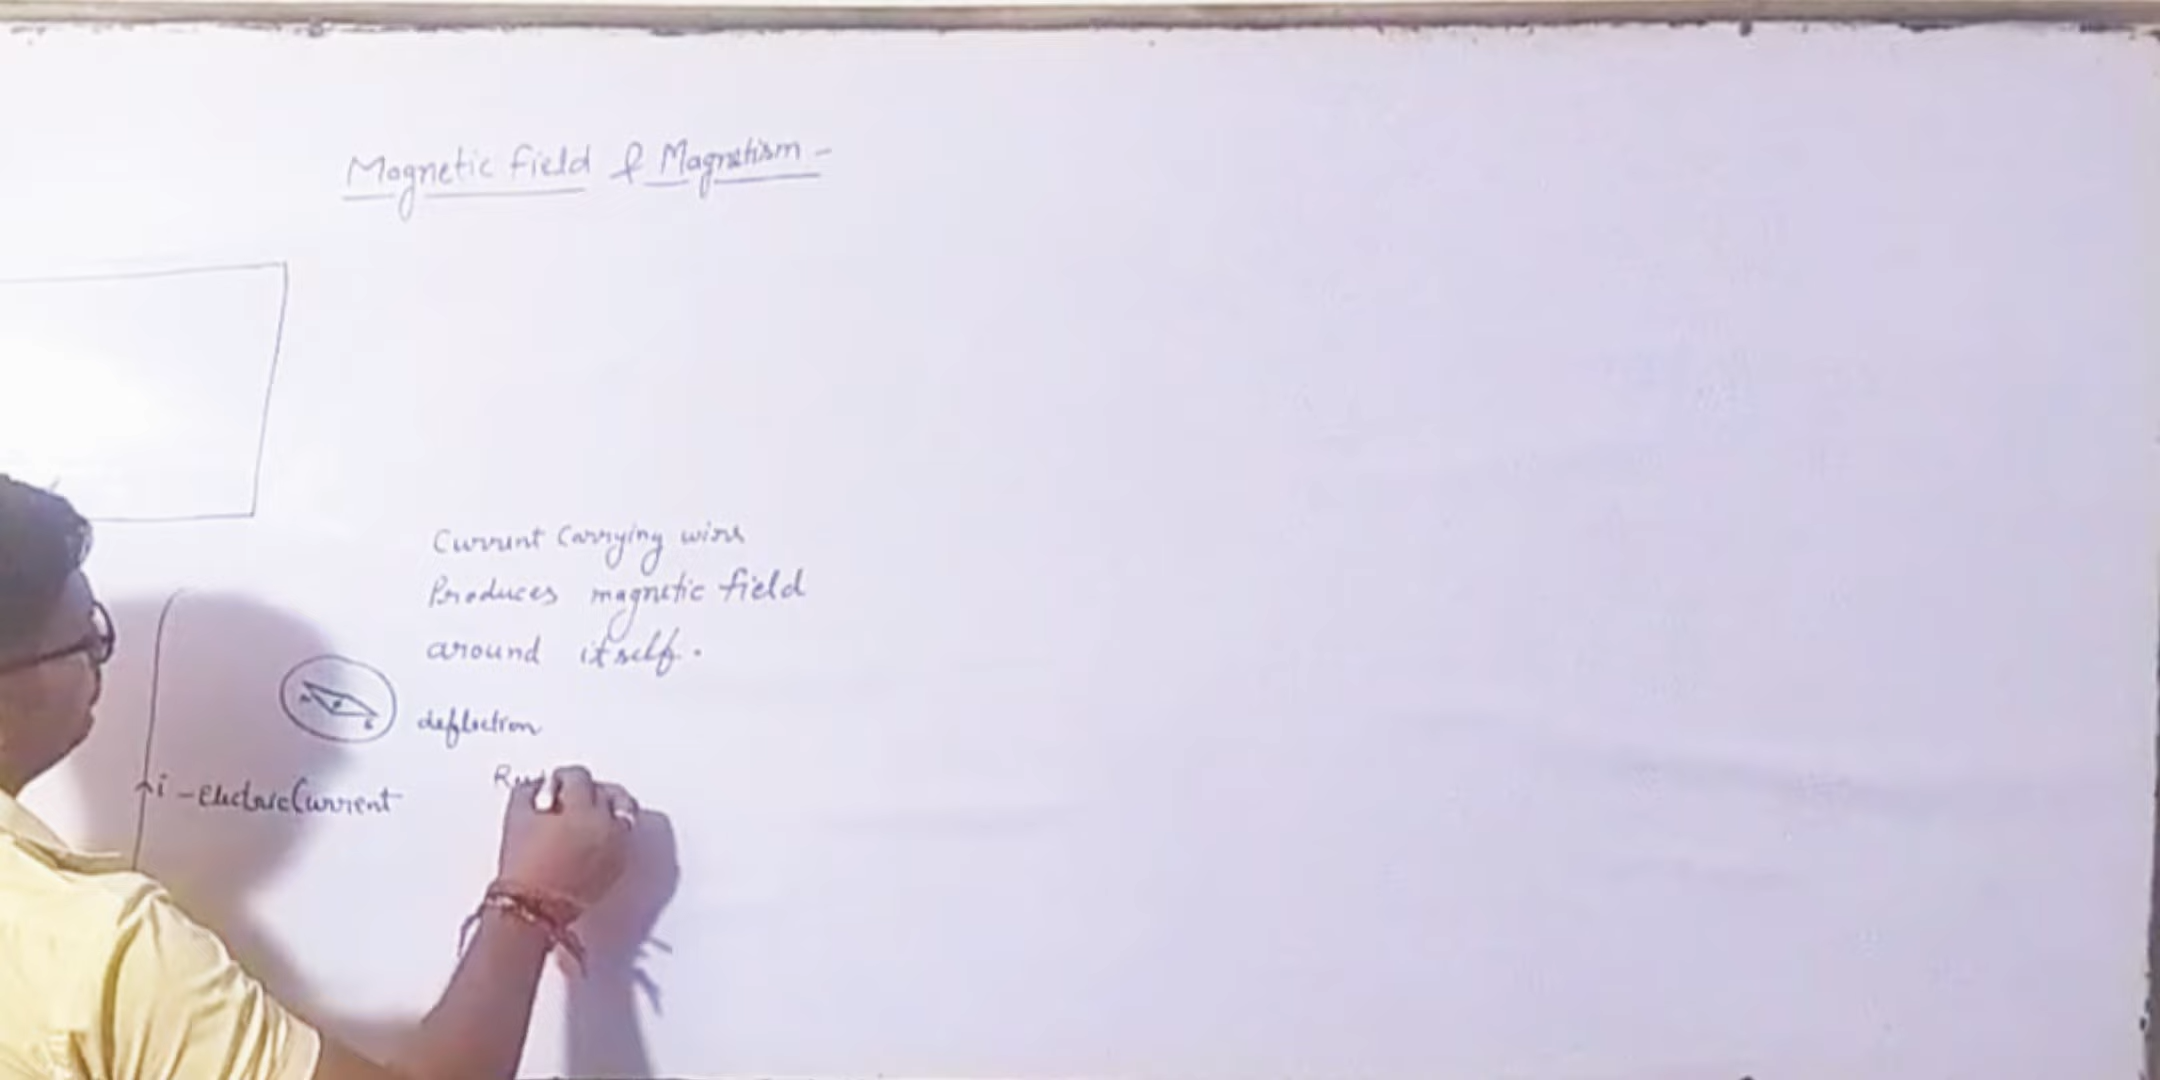 Magnetic field & Magnetism -
Current Carrying wire
Produces magnetic field
around itself.
deflection
i - Electric Current